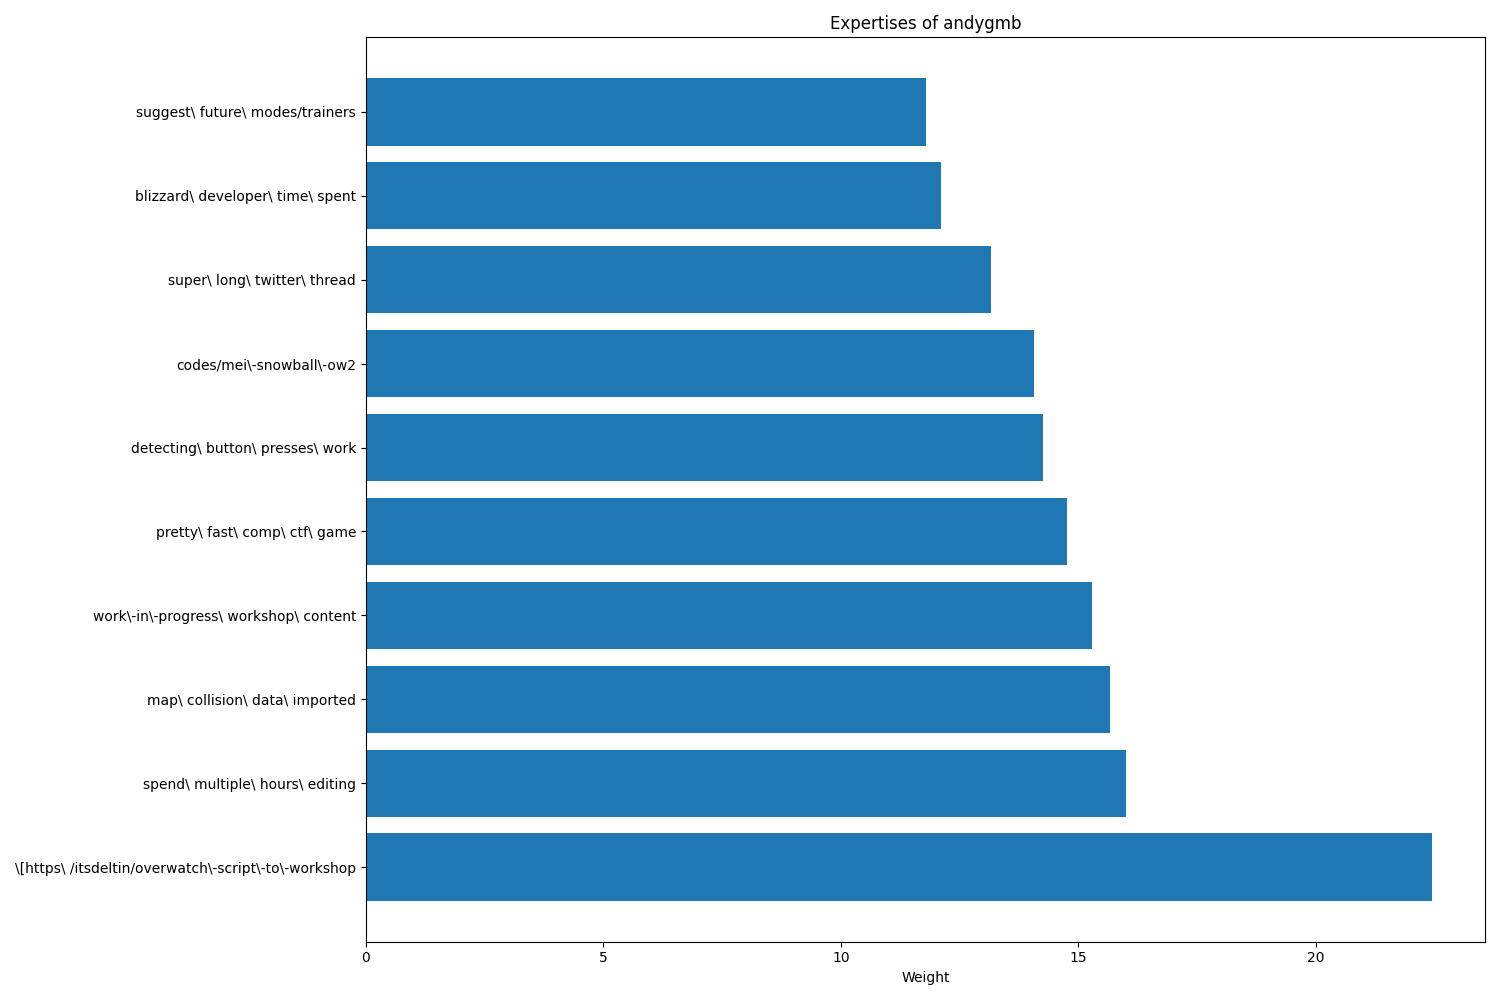 Expertises of andygmb
suggest\ future\ modes/trainers
blizzard\ developer\ time\ spent
super\ long\ twitter\ thread
codes/mei\-snowball\-ow2
detecting\ button\ presses\ work
pretty\ fast\ comp\ ctf\ game
work\-in\-progress\ workshop\ content
map\ collision\ data\ imported
spend\ multiple\ hours\ editing
\[https\ /itsdeltin/overwatch\-script\-to\-workshop
0 5 10 15 20
Weight